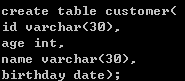 create table customer(
id varchar(30),
age int,
name varchar(30),
birthday date);